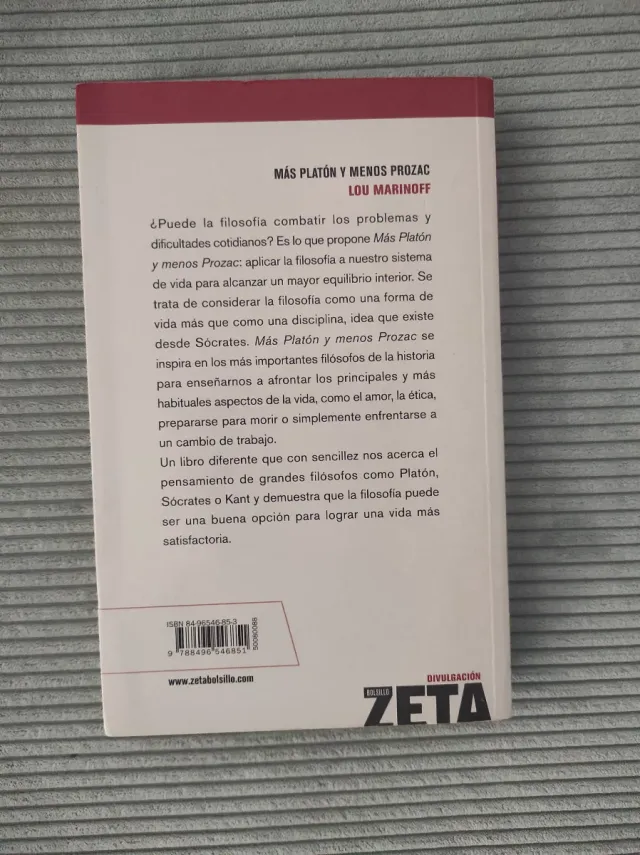 MÁS PLATÓN Y MENOS PROZAC
LOU MARINOFF
¿Puede la filosofía combatir los problemas y
dificultades cotidianos? Es lo que propone Más Platón
y menos Prozac: aplicar la filosofía a nuestro sistema
de vida para alcanzar un mayor equilibrio interior. Se
trata de considerar la filosofía como una forma de
vida más que como una disciplina, idea que existe
desde Sócrates. Más Platón y menos Prozac se
inspira en los más importantes filósofos de la historia
para enseñarnos a afrontar los principales y más
habituales aspectos de la vida, como el amor, la ética,
prepararse para morir o simplemente enfrentarse a
un cambio de trabajo.
Un libro diferente que con sencillez nos acerca el
pensamiento de grandes filósofos como Platón,
Sócrates o Kant y demuestra que la filosofía puede
ser una buena opción para lograr una vida más
satisfactoria.
ISBN 84-96546-85-3
9 788496 546851
50080088
www.zetabolsillo.com
DIVULGACIÓN
BOLSILLO
ZETA